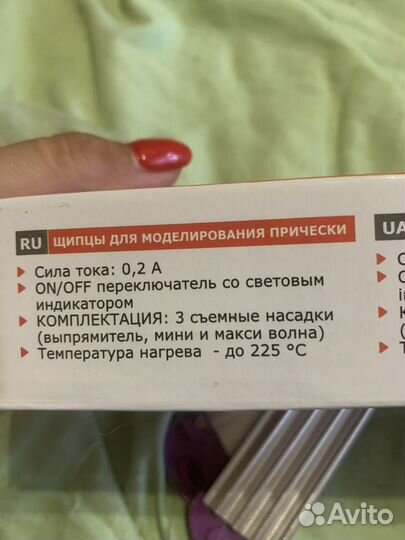 RU ЩИПЦЫ ДЛЯ МОДЕЛИРОВАНИЯ ПРИЧЕСКИ
Сила тока: 0,2 А
ON/OFF переключатель со световым
индикатором
КОМПЛЕКТАЦИЯ: 3 съемные насадки
(выпрямитель, мини и макси волна)
Температура нагрева - до 225 °C
UA
Avito